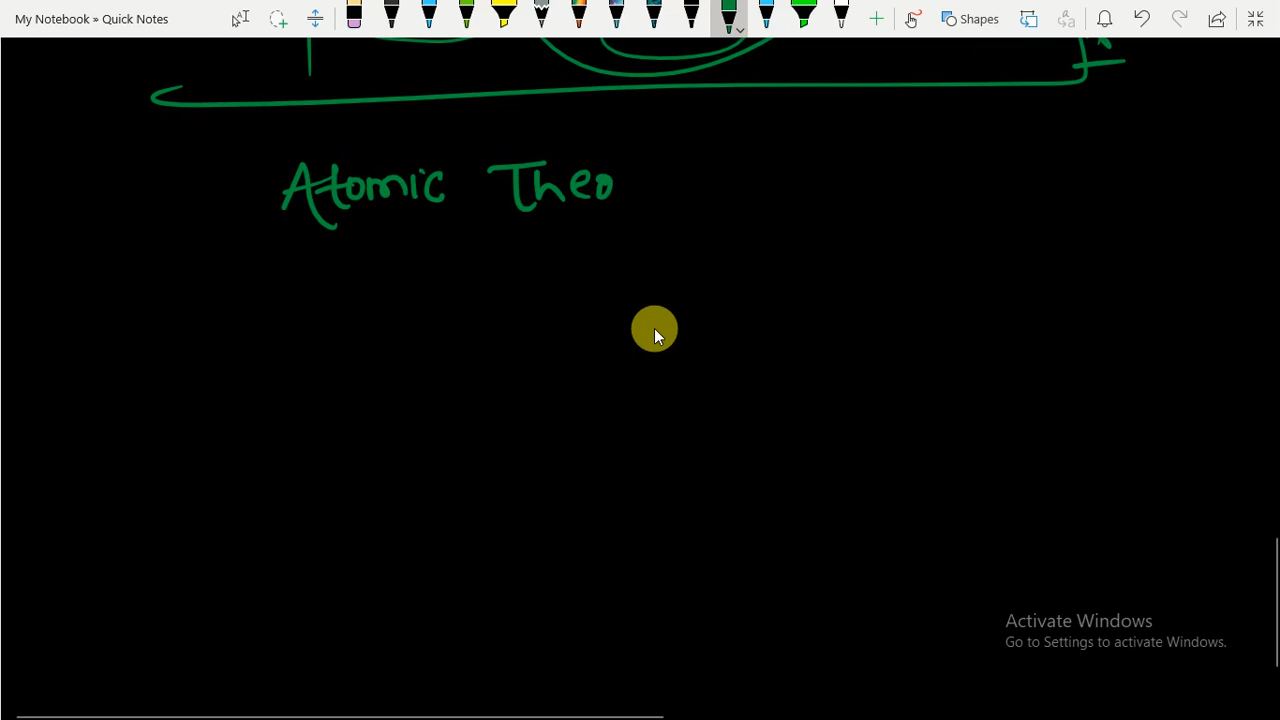 My Notebook » Quick Notes
Shapes
Atomic Theo
Activate Windows
Go to Settings to activate Windows.